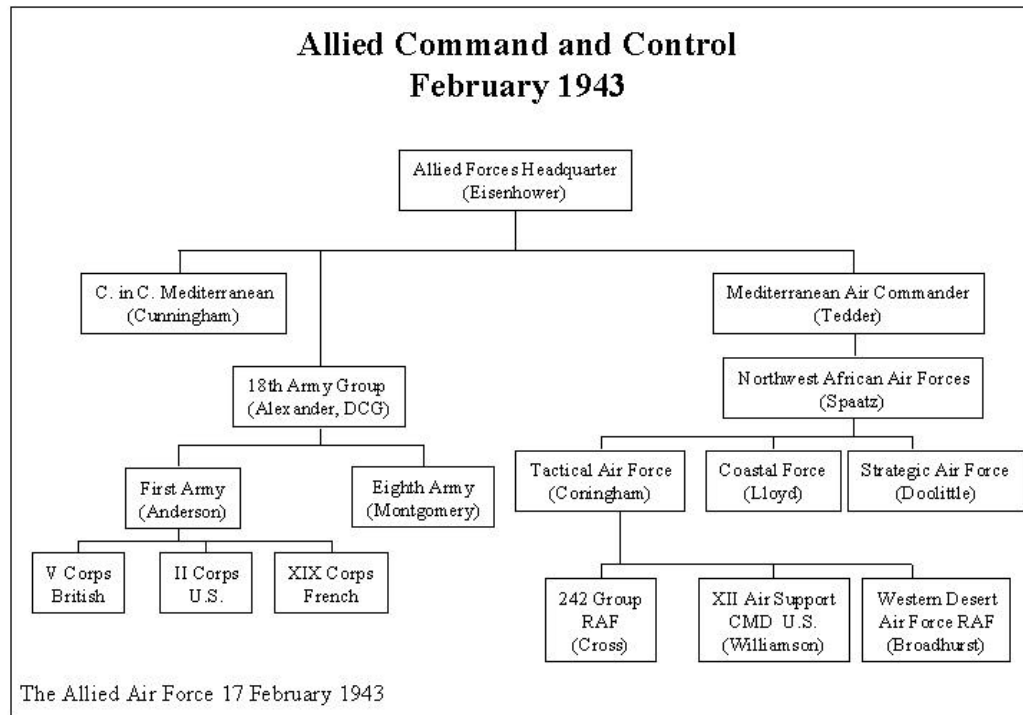 Allied Command and Control
February 1943
Allied Forces Headquarter
(Eisenhower)
C. in C. Mediterranean
(Cunningham)
Mediterranean Air Commander
(Tedder)
18th Army Group
(Alexander, DCG)
Northwest African Air Forces
(Spaatz)
First Army
(Anderson)
Eighth Army
(Montgomery)
Tactical Air Force
(Coningham)
Coastal Force
(Lloyd)
Strategic Air Force
(Doolittle)
V Corps
British
II Corps
U.S.
XIX Corps
French
242 Group
RAF
(Cross)
XII Air Support
CMD U.S.
(Williamson)
Western Desert
Air Force RAF
(Broadhurst)
The Allied Air Force 17 February 1943